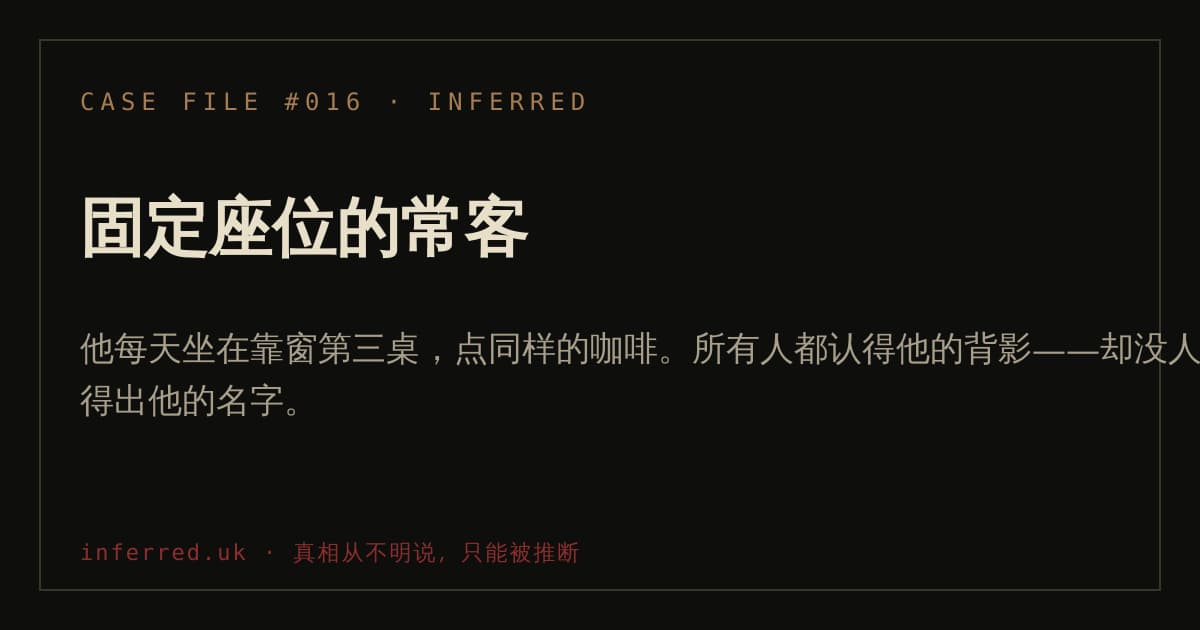 CASE FILE #016 · INFERRED
固定座位的常客
他每天坐在靠窗第三桌，点同样的咖啡。所有人都认得他的背影——却没人
得出他的名字。
inferred.uk · 真相从不明说，只能被推断